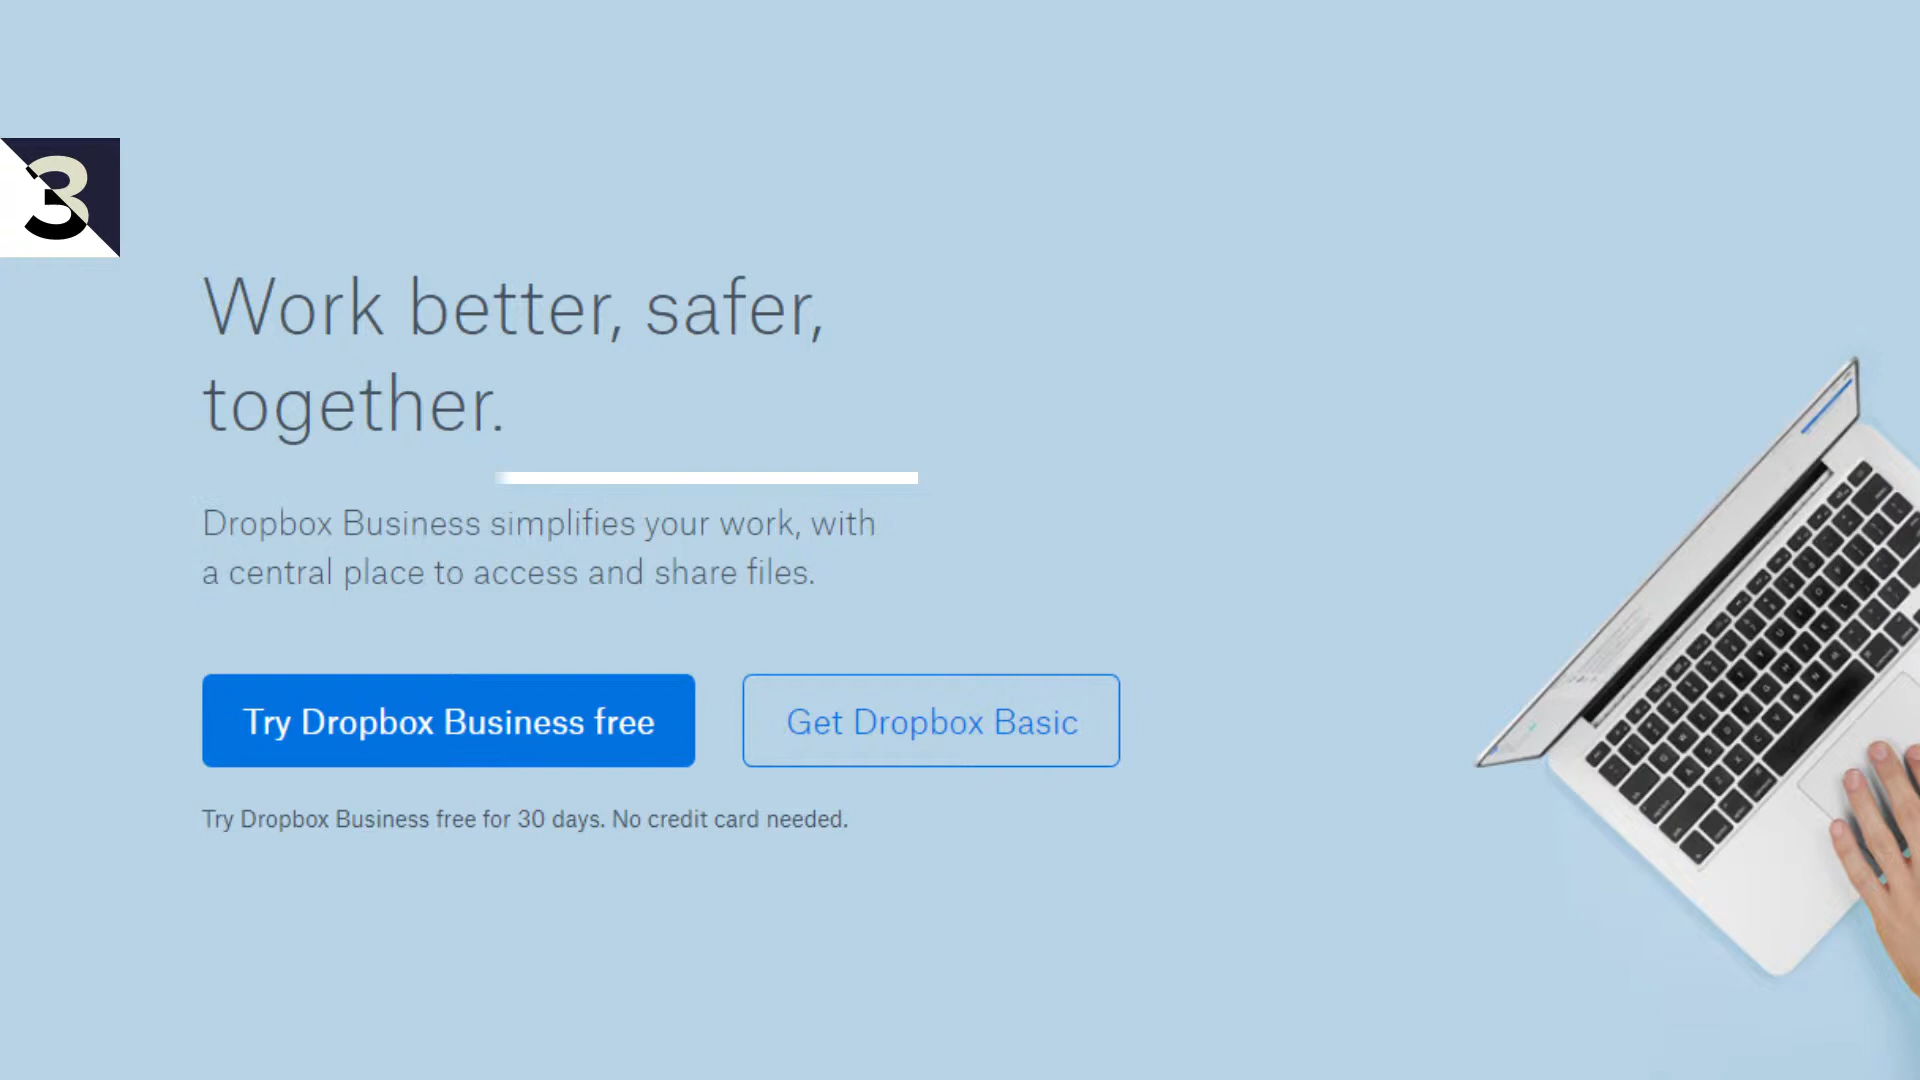 3
Work better, safer,
together.
Dropbox Business simplifies your work, with
a central place to access and share files.
Try Dropbox Business free
Get Dropbox Basic
Try Dropbox Business free for 30 days. No credit card needed.